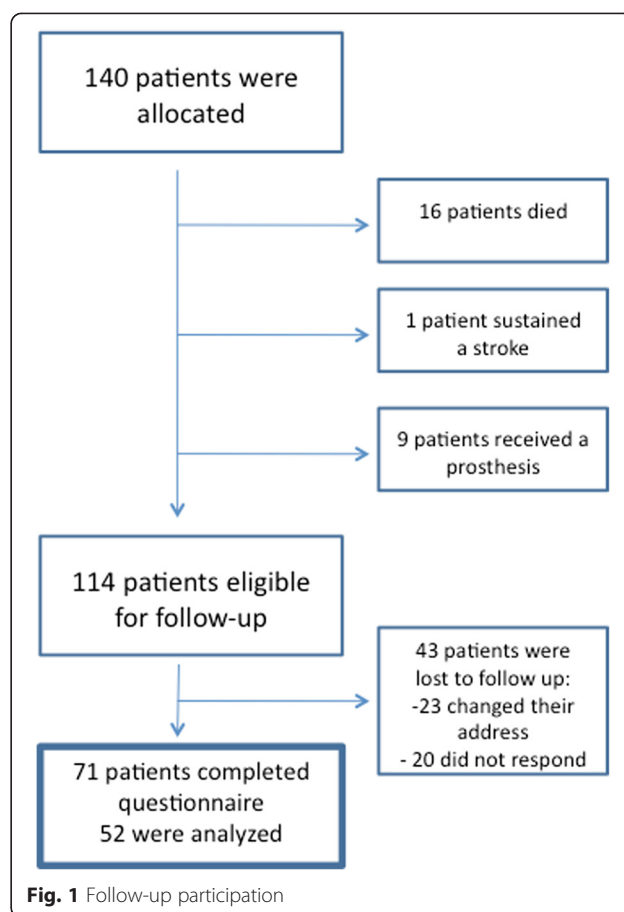 140 patients were
allocated
16 patients died
1 patient sustained
a stroke
9 patients received a
prosthesis
114 patients eligible
for follow-up
43 patients were
lost to follow up:
-23 changed their
address
- 20 did not respond
71 patients completed
questionnaire
52 were analyzed
Fig. 1 Follow-up participation